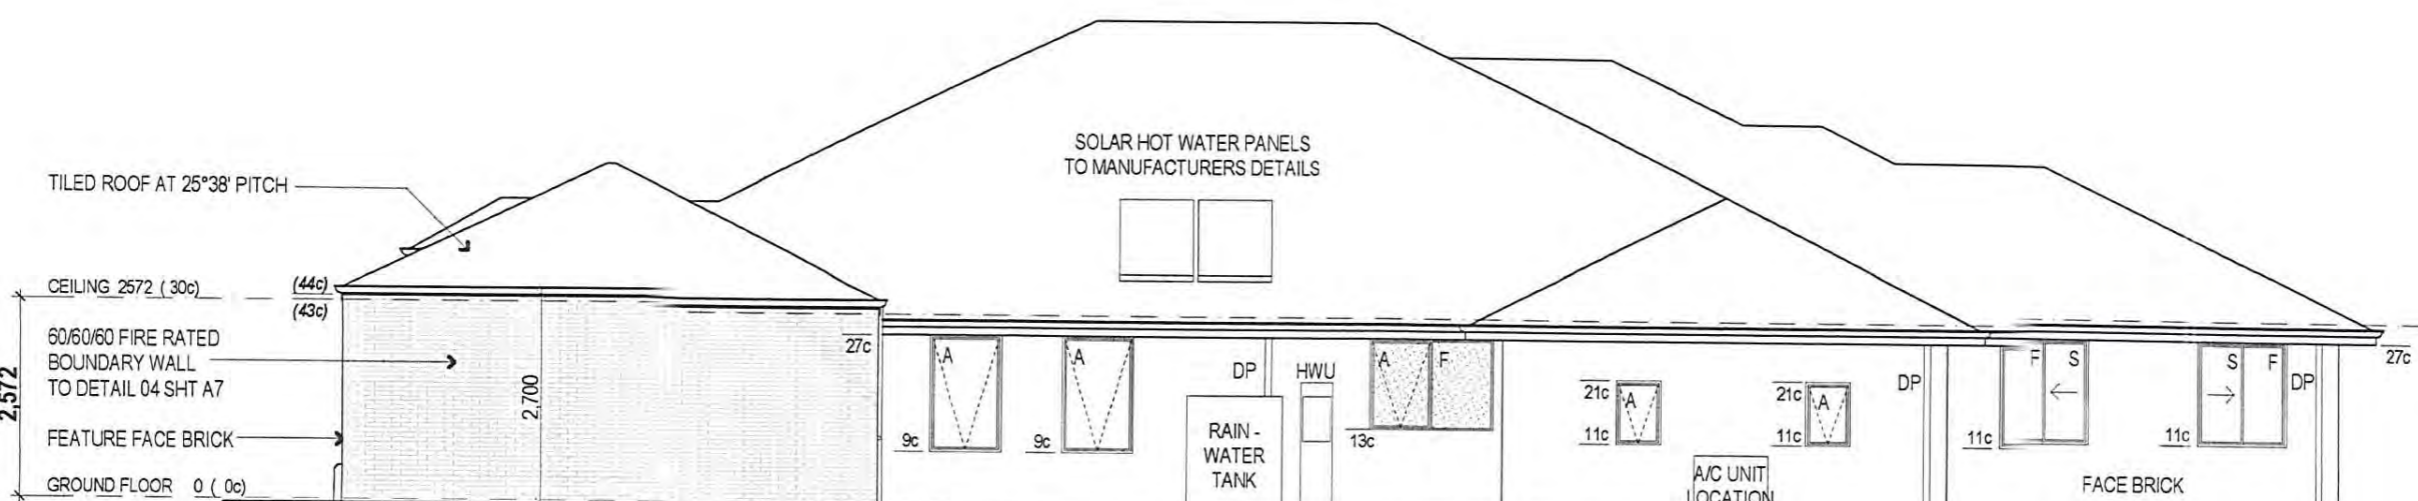 SOLAR HOT WATER PANELS
TO MANUFACTURERS DETAILS
TILED ROOF AT 25°38' PITCH
CEILING 2572 ( 30c)
(44c)
(43c)
60/60/60 FIRE RATED
BOUNDARY WALL
TO DETAIL 04 SHT A7
2,572
2,700
FEATURE FACE BRICK
GROUND FLOOR 0 ( 0c)
27c
A
9c
A
9c
DP
RAIN -
WATER
TANK
HWU
A F
13c
21c
A
11c
21c
A
11c
A/C UNIT
LOCATION
DP
F S
11c
S F
11c
DP
27c
FACE BRICK